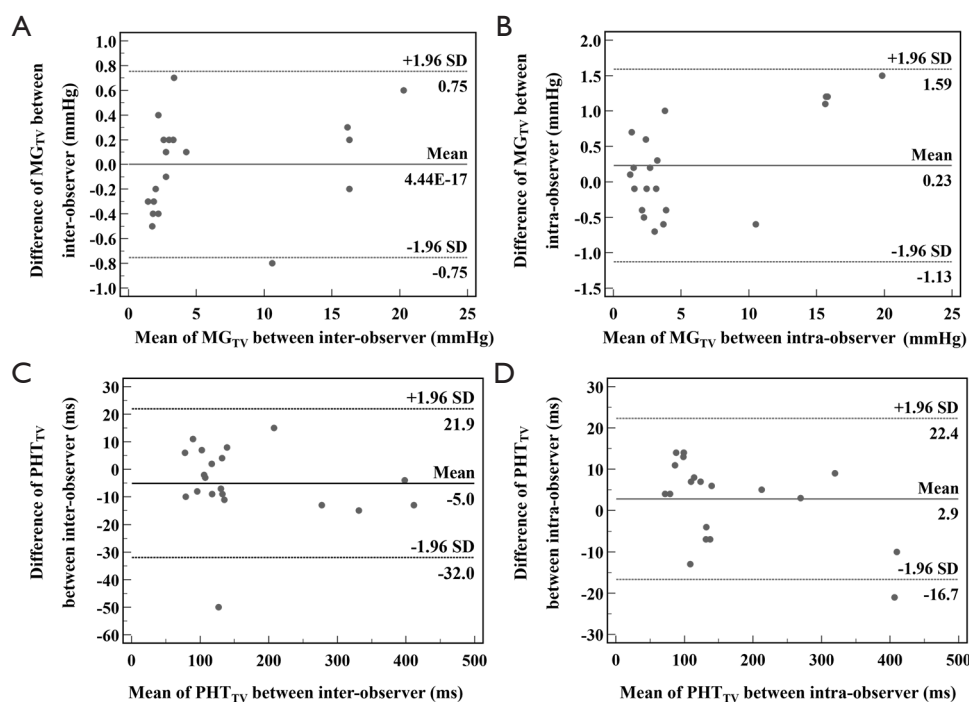 A
Difference of MGTV between
inter-observer (mmHg)
1.0
0.8
0.6
0.4
0.2
0.0
-0.2
-0.4
-0.6
-0.8
-1.0
+1.96 SD
0.75
Mean
4.44E-17
-1.96 SD
-0.75
0 5 10 15 20 25
Mean of MGTV between inter-observer (mmHg)
B
Difference of MGTV between
intra-observer (mmHg)
2.0
1.5
1.0
0.5
0.0
-0.5
-1.0
-1.5
+1.96 SD
1.59
Mean
0.23
-1.96 SD
-1.13
0 5 10 15 20 25
Mean of MGTV between intra-observer (mmHg)
C
Difference of PHTTV
between inter-observer (ms)
30
20
10
0
-10
-20
-30
-40
-50
-60
+1.96 SD
21.9
Mean
-5.0
-1.96 SD
-32.0
0 100 200 300 400 500
Mean of PHTTV between inter-observer (ms)
D
Difference of PHTTV
between intra-observer (ms)
30
20
10
0
-10
-20
-30
+1.96 SD
22.4
Mean
2.9
-1.96 SD
-16.7
0 100 200 300 400 500
Mean of PHTTV between intra-observer (ms)